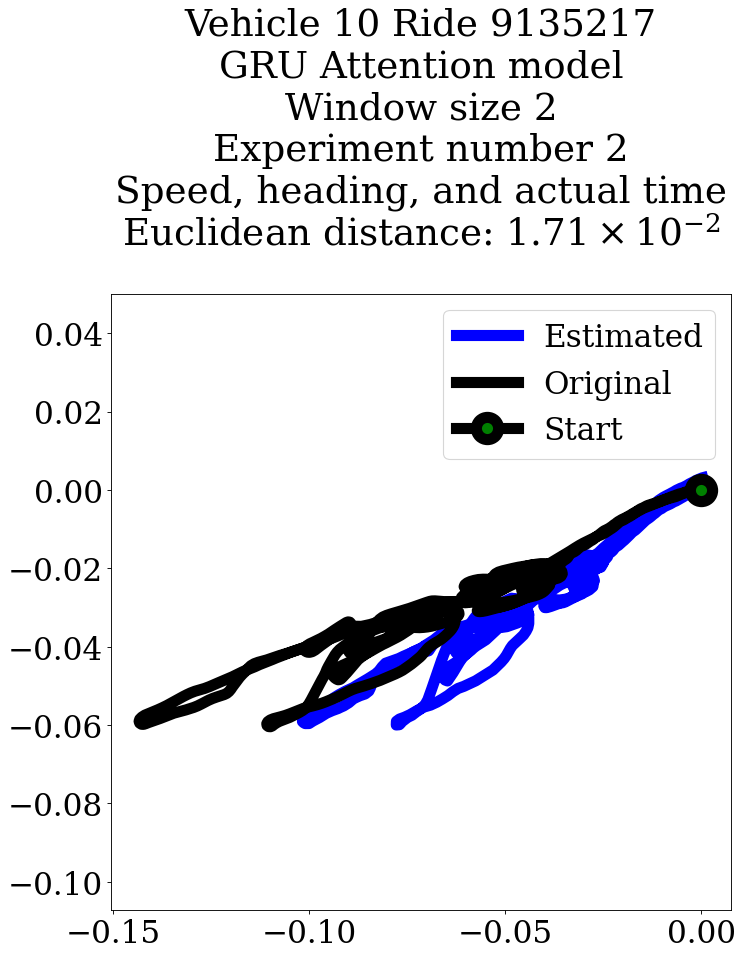 Vehicle 10 Ride 9135217
GRU Attention model
Window size 2
Experiment number 2
Speed, heading, and actual time
Euclidean distance: 1.71 × 10⁻²
Estimated
Original
Start
0.04
0.02
0.00
−0.02
−0.04
−0.06
−0.08
−0.10
−0.15
−0.10
−0.05
0.00